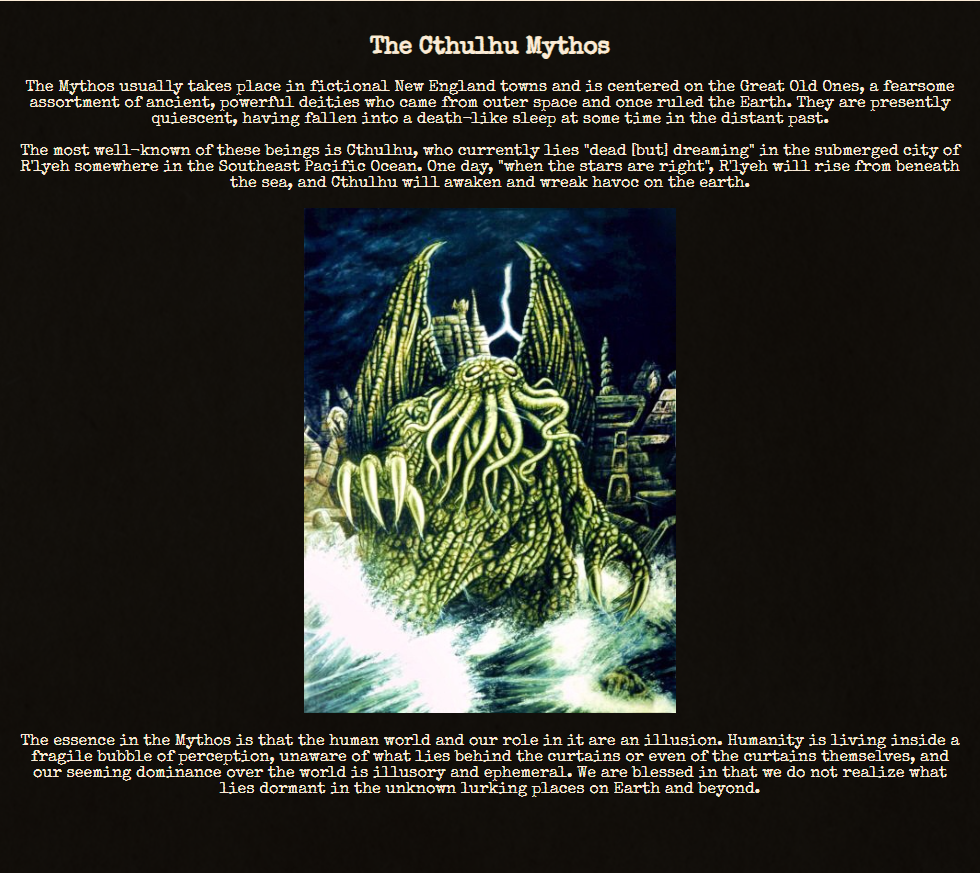 The Cthulhu Mythos
The Mythos usually takes place in fictional New England towns and is centered on the Great Old Ones, a fearsome
assortment of ancient, powerful deities who came from outer space and once ruled the Earth. They are presently
quiescent, having fallen into a death-like sleep at some time in the distant past.
The most well-known of these beings is Cthulhu, who currently lies "dead [but] dreaming" in the submerged city of
R'lyeh somewhere in the Southeast Pacific Ocean. One day, "when the stars are right", R'lyeh will rise from beneath
the sea, and Cthulhu will awaken and wreak havoc on the earth.
The essence in the Mythos is that the human world and our role in it are an illusion. Humanity is living inside a
fragile bubble of perception, unaware of what lies behind the curtains or even of the curtains themselves, and
our seeming dominance over the world is illusory and ephemeral. We are blessed in that we do not realize what
lies dormant in the unknown lurking places on Earth and beyond.